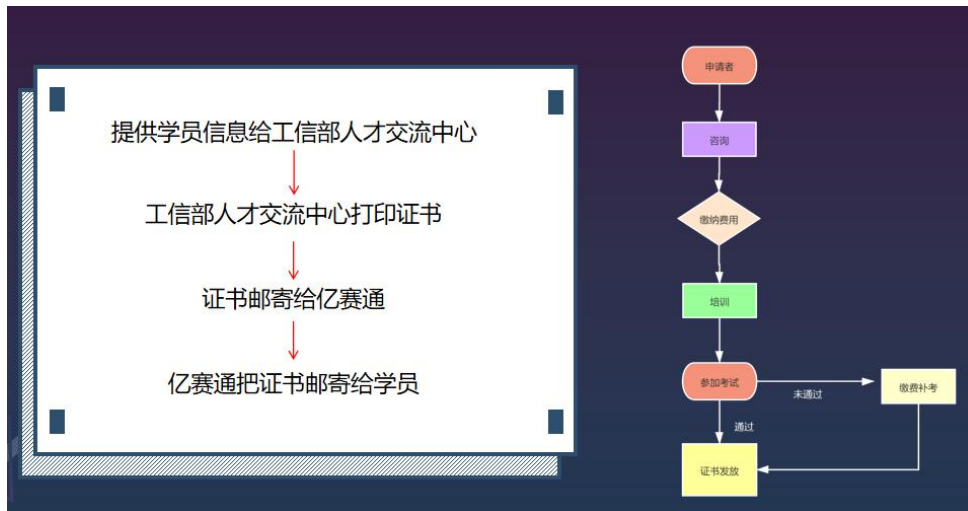 提供学员信息给工信部人才交流中心
工信部人才交流中心打印证书
证书邮寄给亿赛通
亿赛通把证书邮寄给学员
申请者
咨询
缴纳费用
培训
参加考试
未通过
缴费补考
通过
证书发放